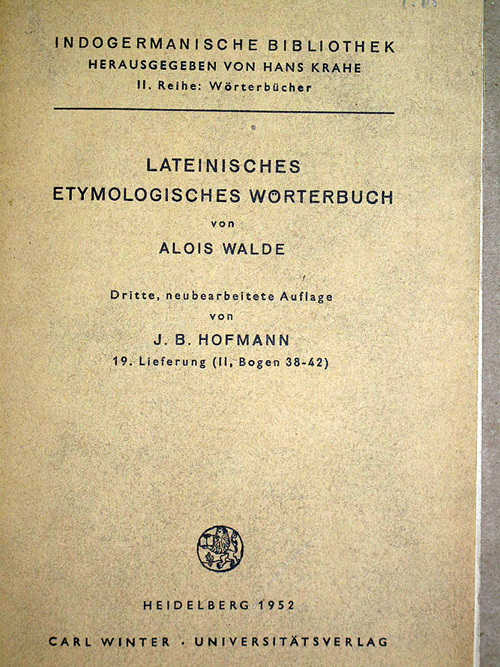 INDOGERMANISCHE BIBLIOTHEK
HERAUSGEGEBEN VON HANS KRAHE
II. Reihe: Wörterbücher
LATEINISCHES
ETYMOLOGISCHES WÖRTERBUCH
von
ALOIS WALDE
Dritte, neubearbeitete Auflage
von
J. B. HOFMANN
19. Lieferung (II, Bogen 38-42)
HEIDELBERG 1952
CARL WINTER · UNIVERSITÄTSVERLAG